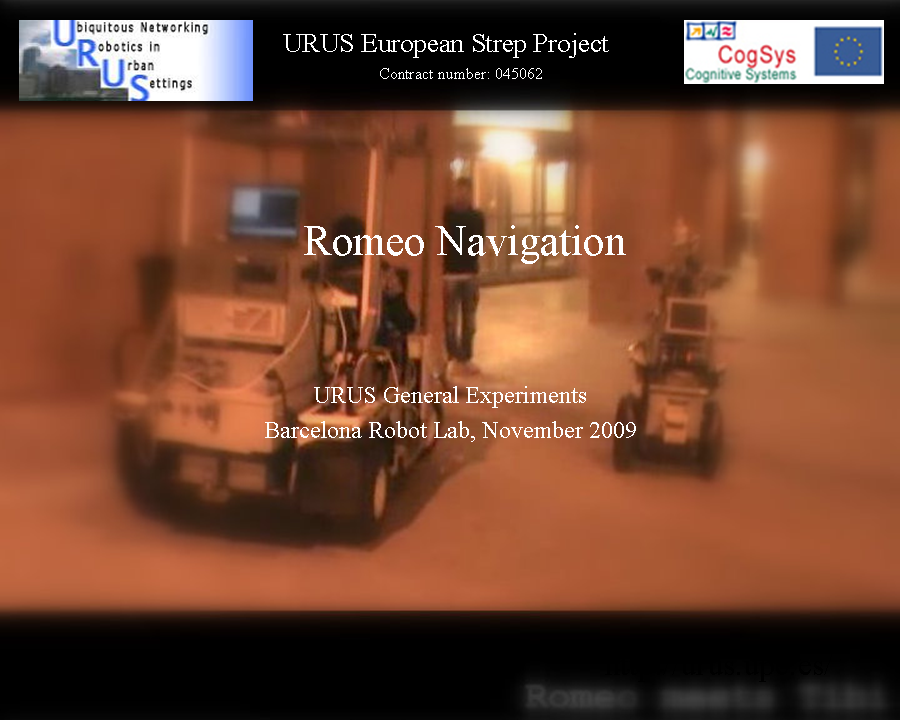 Ubiquitous Networking
Robotics in
Urban
Settings
URUS European Strep Project
Contract number: 045062
CogSys
Cognitive Systems
Romeo Navigation
URUS General Experiments
Barcelona Robot Lab, November 2009
Romeo meets Tibi